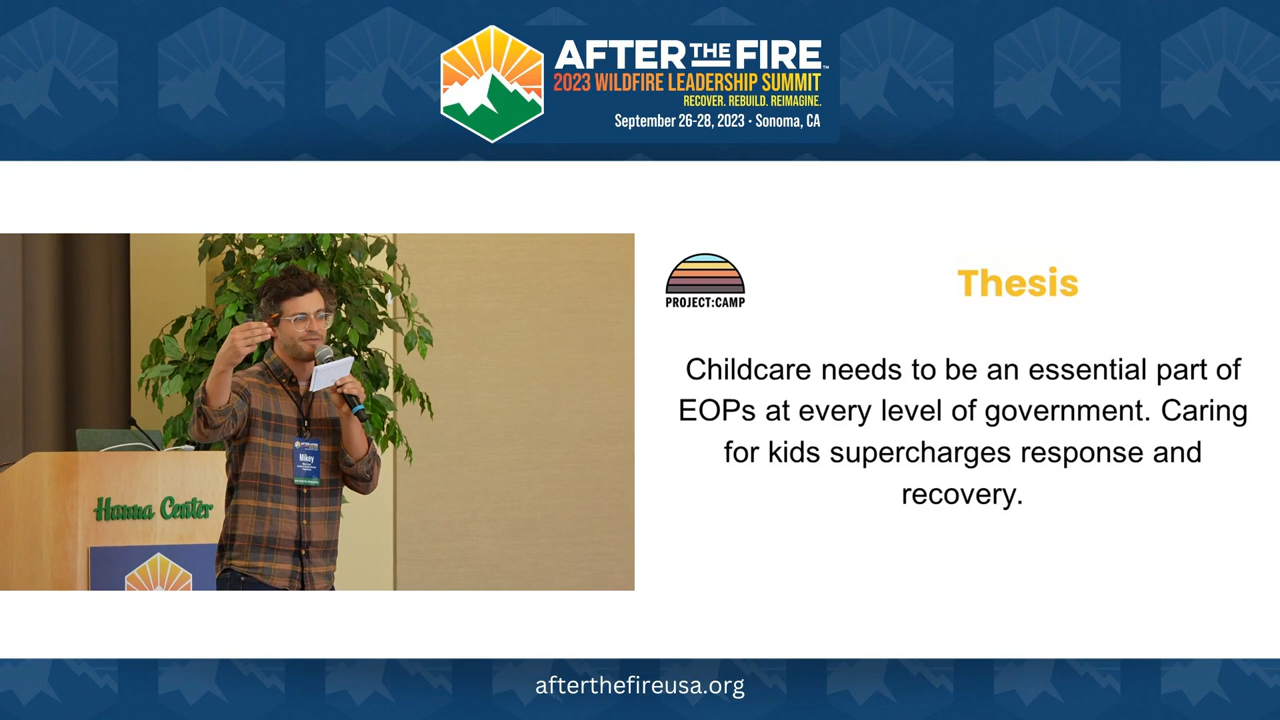 AFTER THE FIRE™
2023 WILDFIRE LEADERSHIP SUMMIT
RECOVER. REBUILD. REIMAGINE.
September 26-28, 2023 • Sonoma, CA
Mikey
Hanna Center
PROJECT:CAMP
Thesis
Childcare needs to be an essential part of
EOPs at every level of government. Caring
for kids supercharges response and
recovery.
afterthefireusa.org